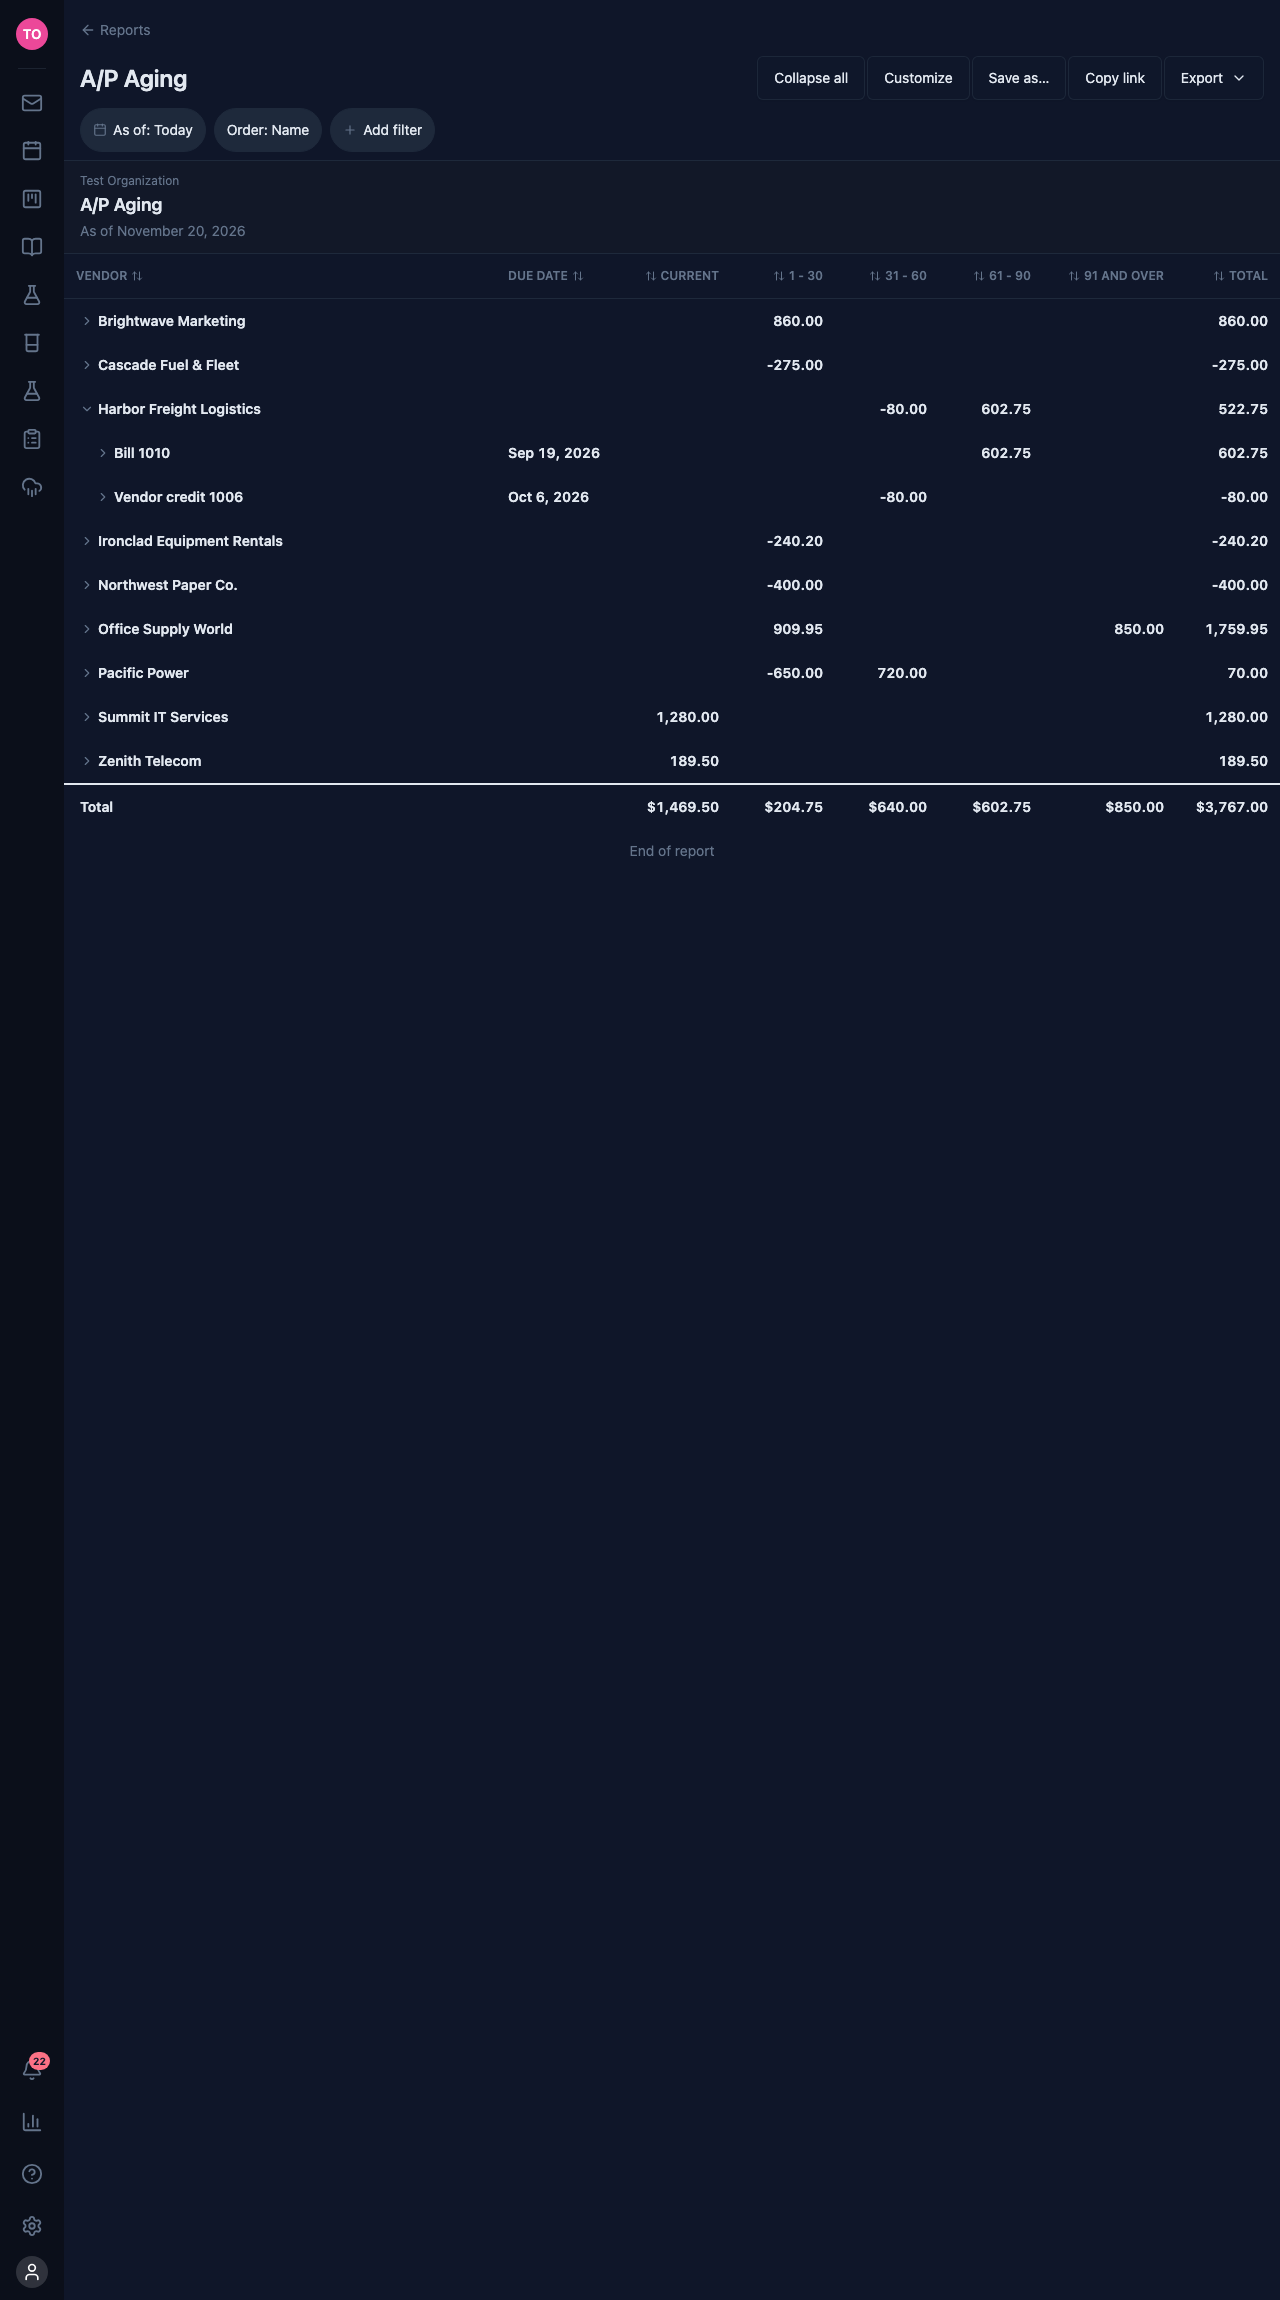 TO
Reports
A/P Aging
Collapse all
Customize
Save as...
Copy link
Export
As of: Today
Order: Name
Add filter
Test Organization
A/P Aging
As of November 20, 2026
VENDOR DUE DATE CURRENT 1 - 30 31 - 60 61 - 90 91 AND OVER TOTAL
Brightwave Marketing 860.00 860.00
Cascade Fuel & Fleet -275.00 -275.00
Harbor Freight Logistics -80.00 602.75 522.75
Bill 1010 Sep 19, 2026 602.75 602.75
Vendor credit 1006 Oct 6, 2026 -80.00 -80.00
Ironclad Equipment Rentals -240.20 -240.20
Northwest Paper Co. -400.00 -400.00
Office Supply World 909.95 850.00 1,759.95
Pacific Power -650.00 720.00 70.00
Summit IT Services 1,280.00 1,280.00
Zenith Telecom 189.50 189.50
Total $1,469.50 $204.75 $640.00 $602.75 $850.00 $3,767.00
End of report
22